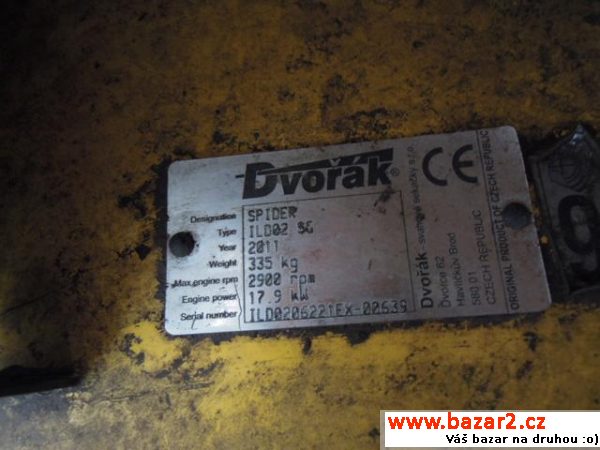 Dvořák®
Designation SPIDER
Type ILD02 SG
Year 2011
Weight 335 kg
Max.engine rpm 2900 rpm
Engine power 17.9 kW
Serial number ILD0206221EX-00639
CE
Dvořák - svahové sekačky s.r.o.
Dvorce 62
Havlíčkův Brod
580 01
CZECH REPUBLIC
ORIGINAL PRODUCT OF CZECH REPUBLIC
www.bazar2.cz
Váš bazar na druhou :o)